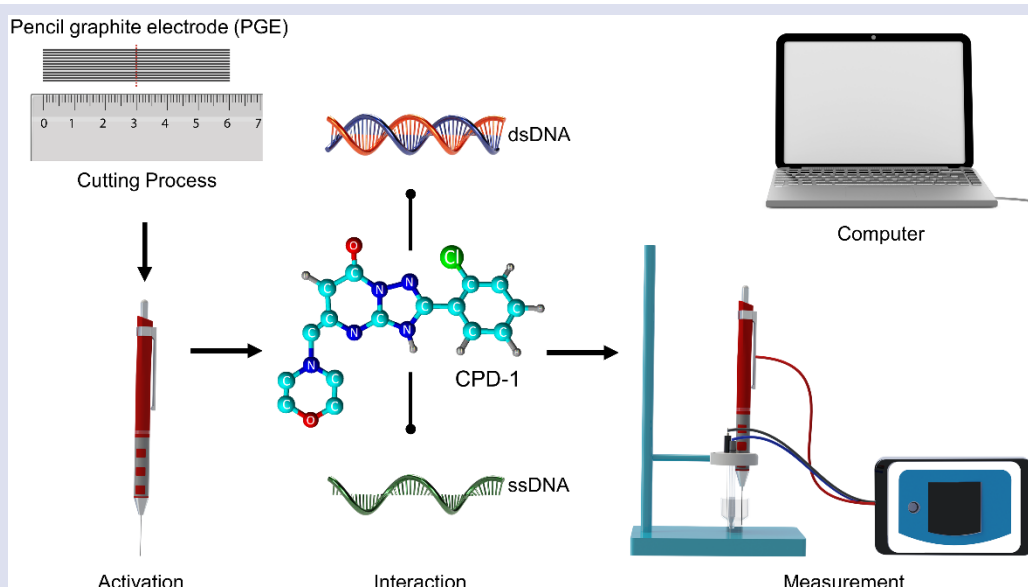 Pencil graphite electrode (PGE)
0 1 2 3 4 5 6 7
Cutting Process
dsDNA
Computer
O
Cl
C
C
C
N
N
C
C
C
C
C
C
N
C
N
C
C
C
N
CPD-1
C
C
C
C
O
ssDNA
Activation
Interaction
Measurement